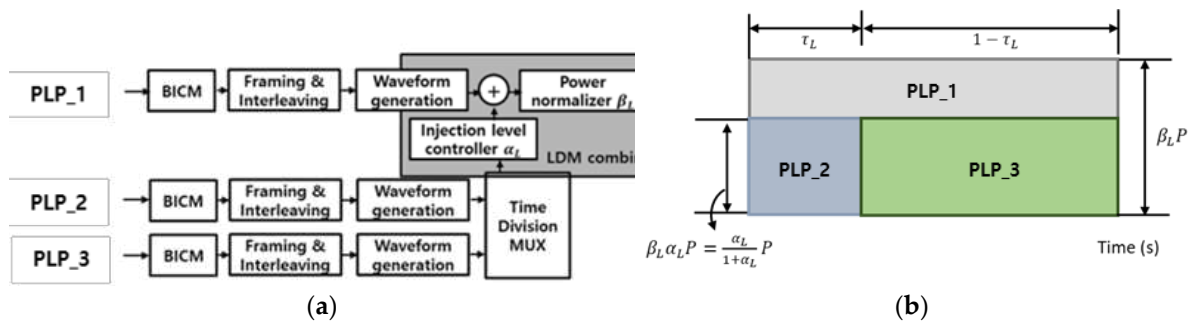 PLP_1
BICM
Framing &
Interleaving
Waveform
generation
+
Power
normalizer β_L
Injection level
controller α_L
LDM combin
PLP_2
BICM
Framing &
Interleaving
Waveform
generation
Time
Division
MUX
PLP_3
BICM
Framing &
Interleaving
Waveform
generation
(a)
τ_L
1 − τ_L
PLP_1
β_L P
PLP_2
PLP_3
β_L α_L P = α_L/(1+α_L) P
Time (s)
(b)